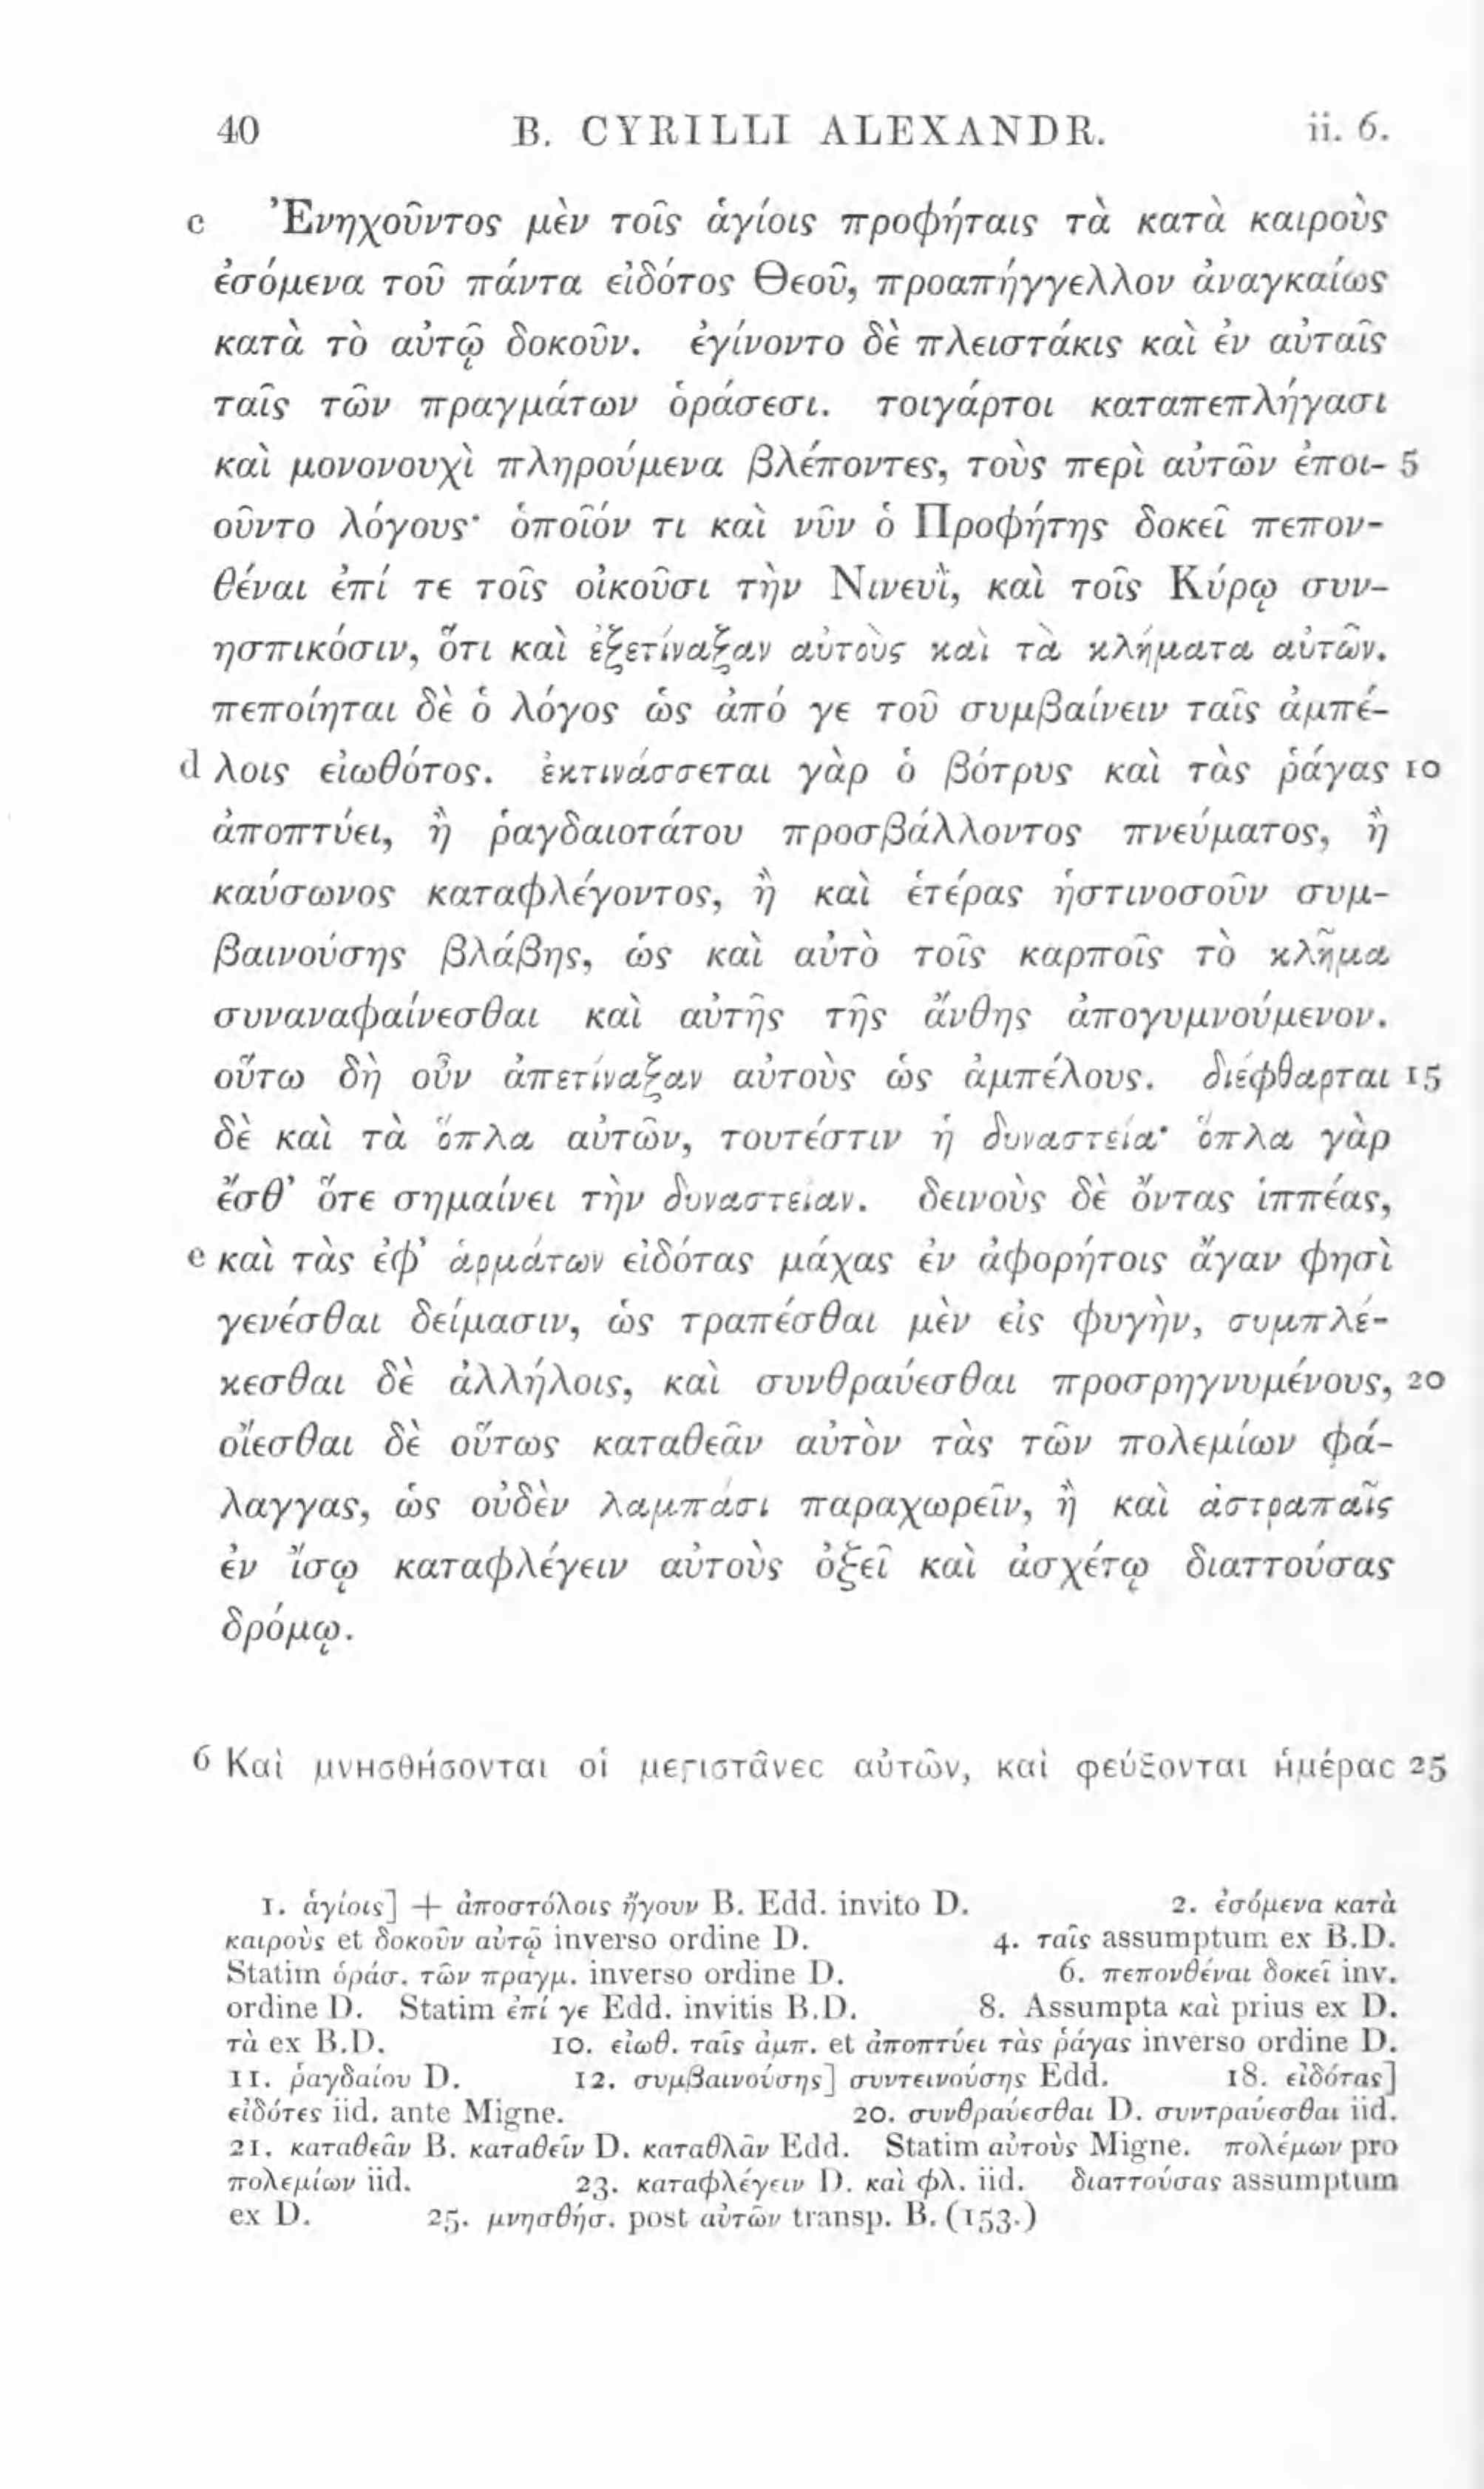 40 B. CYRILLI ALEXANDR. ii. 6.
c Ἐνηχοῦντος μὲν τοῖς ἁγίοις προφήταις τὰ κατὰ καιροὺς
ἐσόμενα τοῦ πάντα εἰδότος Θεοῦ, προαπήγγελλον ἀναγκαίως
κατὰ τὸ αὐτῷ δοκοῦν. ἐγίνοντο δὲ πλειστάκις καὶ ἐν αὐταῖς
ταῖς τῶν πραγμάτων ὁράσεσι. τοιγάρτοι καταπεπλήγασι
καὶ μονονουχὶ πληρούμενα βλέποντες, τοὺς περὶ αὐτῶν ἐποι- 5
οῦντο λόγους· ὁποῖόν τι καὶ νῦν ὁ Προφήτης δοκεῖ πεπον-
θέναι ἐπί τε τοῖς οἰκοῦσι τὴν Νινευῒ, καὶ τοῖς Κύρῳ συν-
ησπικόσιν, ὅτι καὶ ἐξετίναξαν αὐτοὺς καὶ τὰ κλήματα αὐτῶν.
πεποίηται δὲ ὁ λόγος ὡς ἀπό γε τοῦ συμβαίνειν ταῖς ἀμπέ-
d λοις εἰωθότος. ἐκτινάσσεται γὰρ ὁ βότρυς καὶ τὰς ῥάγας 10
ἀποπτύει, ἢ ῥαγδαιοτάτου προσβάλλοντος πνεύματος, ἢ
καύσωνος καταφλέγοντος, ἢ καὶ ἑτέρας ἡστινοσοῦν συμ-
βαινούσης βλάβης, ὡς καὶ αὐτὸ τοῖς καρποῖς τὸ κλῆμα
συναναφαίνεσθαι καὶ αὐτῆς τῆς ἄνθης ἀπογυμνούμενον.
οὕτω δὴ οὖν ἀπετίναξαν αὐτοὺς ὡς ἀμπέλους. διέφθαρται 15
δὲ καὶ τὰ ὅπλα αὐτῶν, τουτέστιν ἡ δυναστεία· ὅπλα γὰρ
ἔσθ’ ὅτε σημαίνει τὴν δυναστείαν. δεινοὺς δὲ ὄντας ἱππέας,
e καὶ τὰς ἐφ’ ἁρμάτων εἰδότας μάχας ἐν ἀφορήτοις ἄγαν φησὶ
γενέσθαι δείμασιν, ὡς τραπέσθαι μὲν εἰς φυγὴν, συμπλέ-
κεσθαι δὲ ἀλλήλοις, καὶ συνθραύεσθαι προσρηγνυμένους, 20
οἴεσθαι δὲ οὕτως καταθεᾶν αὐτὸν τὰς τῶν πολεμίων φά-
λαγγας, ὡς οὐδὲν λαμπάσι παραχωρεῖν, ἢ καὶ ἀστραπαῖς
ἐν ἴσῳ καταφλέγειν αὐτοὺς ὀξεῖ καὶ ἀσχέτῳ διαττούσας
δρόμῳ.
6 Καὶ μνησθήσονται οἱ μεγιστᾶνες αὐτῶν, καὶ φεύξονται ἡμέρας 25
1. ἁγίοις] + ἀποστόλοις ἤγουν B. Edd. invito D. 2. ἐσόμενα κατὰ
καιροὺς et δοκοῦν αὐτῷ inverso ordine D. 4. ταῖς assumptum ex B.D.
Statim ὁράσ. τῶν πραγμ. inverso ordine D. 6. πεπονθέναι δοκεῖ inv.
ordine D. Statim ἐπί γε Edd. invitis B.D. 8. Assumpta καὶ prius ex D.
τὰ ex B.D. 10. εἰωθ. ταῖς ἀμπ. et ἀποπτύει τὰς ῥάγας inverso ordine D.
11. ῥαγδαίου D. 12. συμβαινούσης] συντεινούσης Edd. 18. εἰδότας]
εἰδότες iid. ante Migne. 20. συνθραύεσθαι D. συντραύεσθαι iid.
21. καταθεᾶν B. καταθεῖν D. καταθλᾶν Edd. Statim αὐτοὺς Migne. πολέμων pro
πολεμίων iid. 23. καταφλέγειν D. καὶ φλ. iid. διαττούσας assumptum
ex D. 25. μνησθήσ. post αὐτῶν transp. B. (153.)